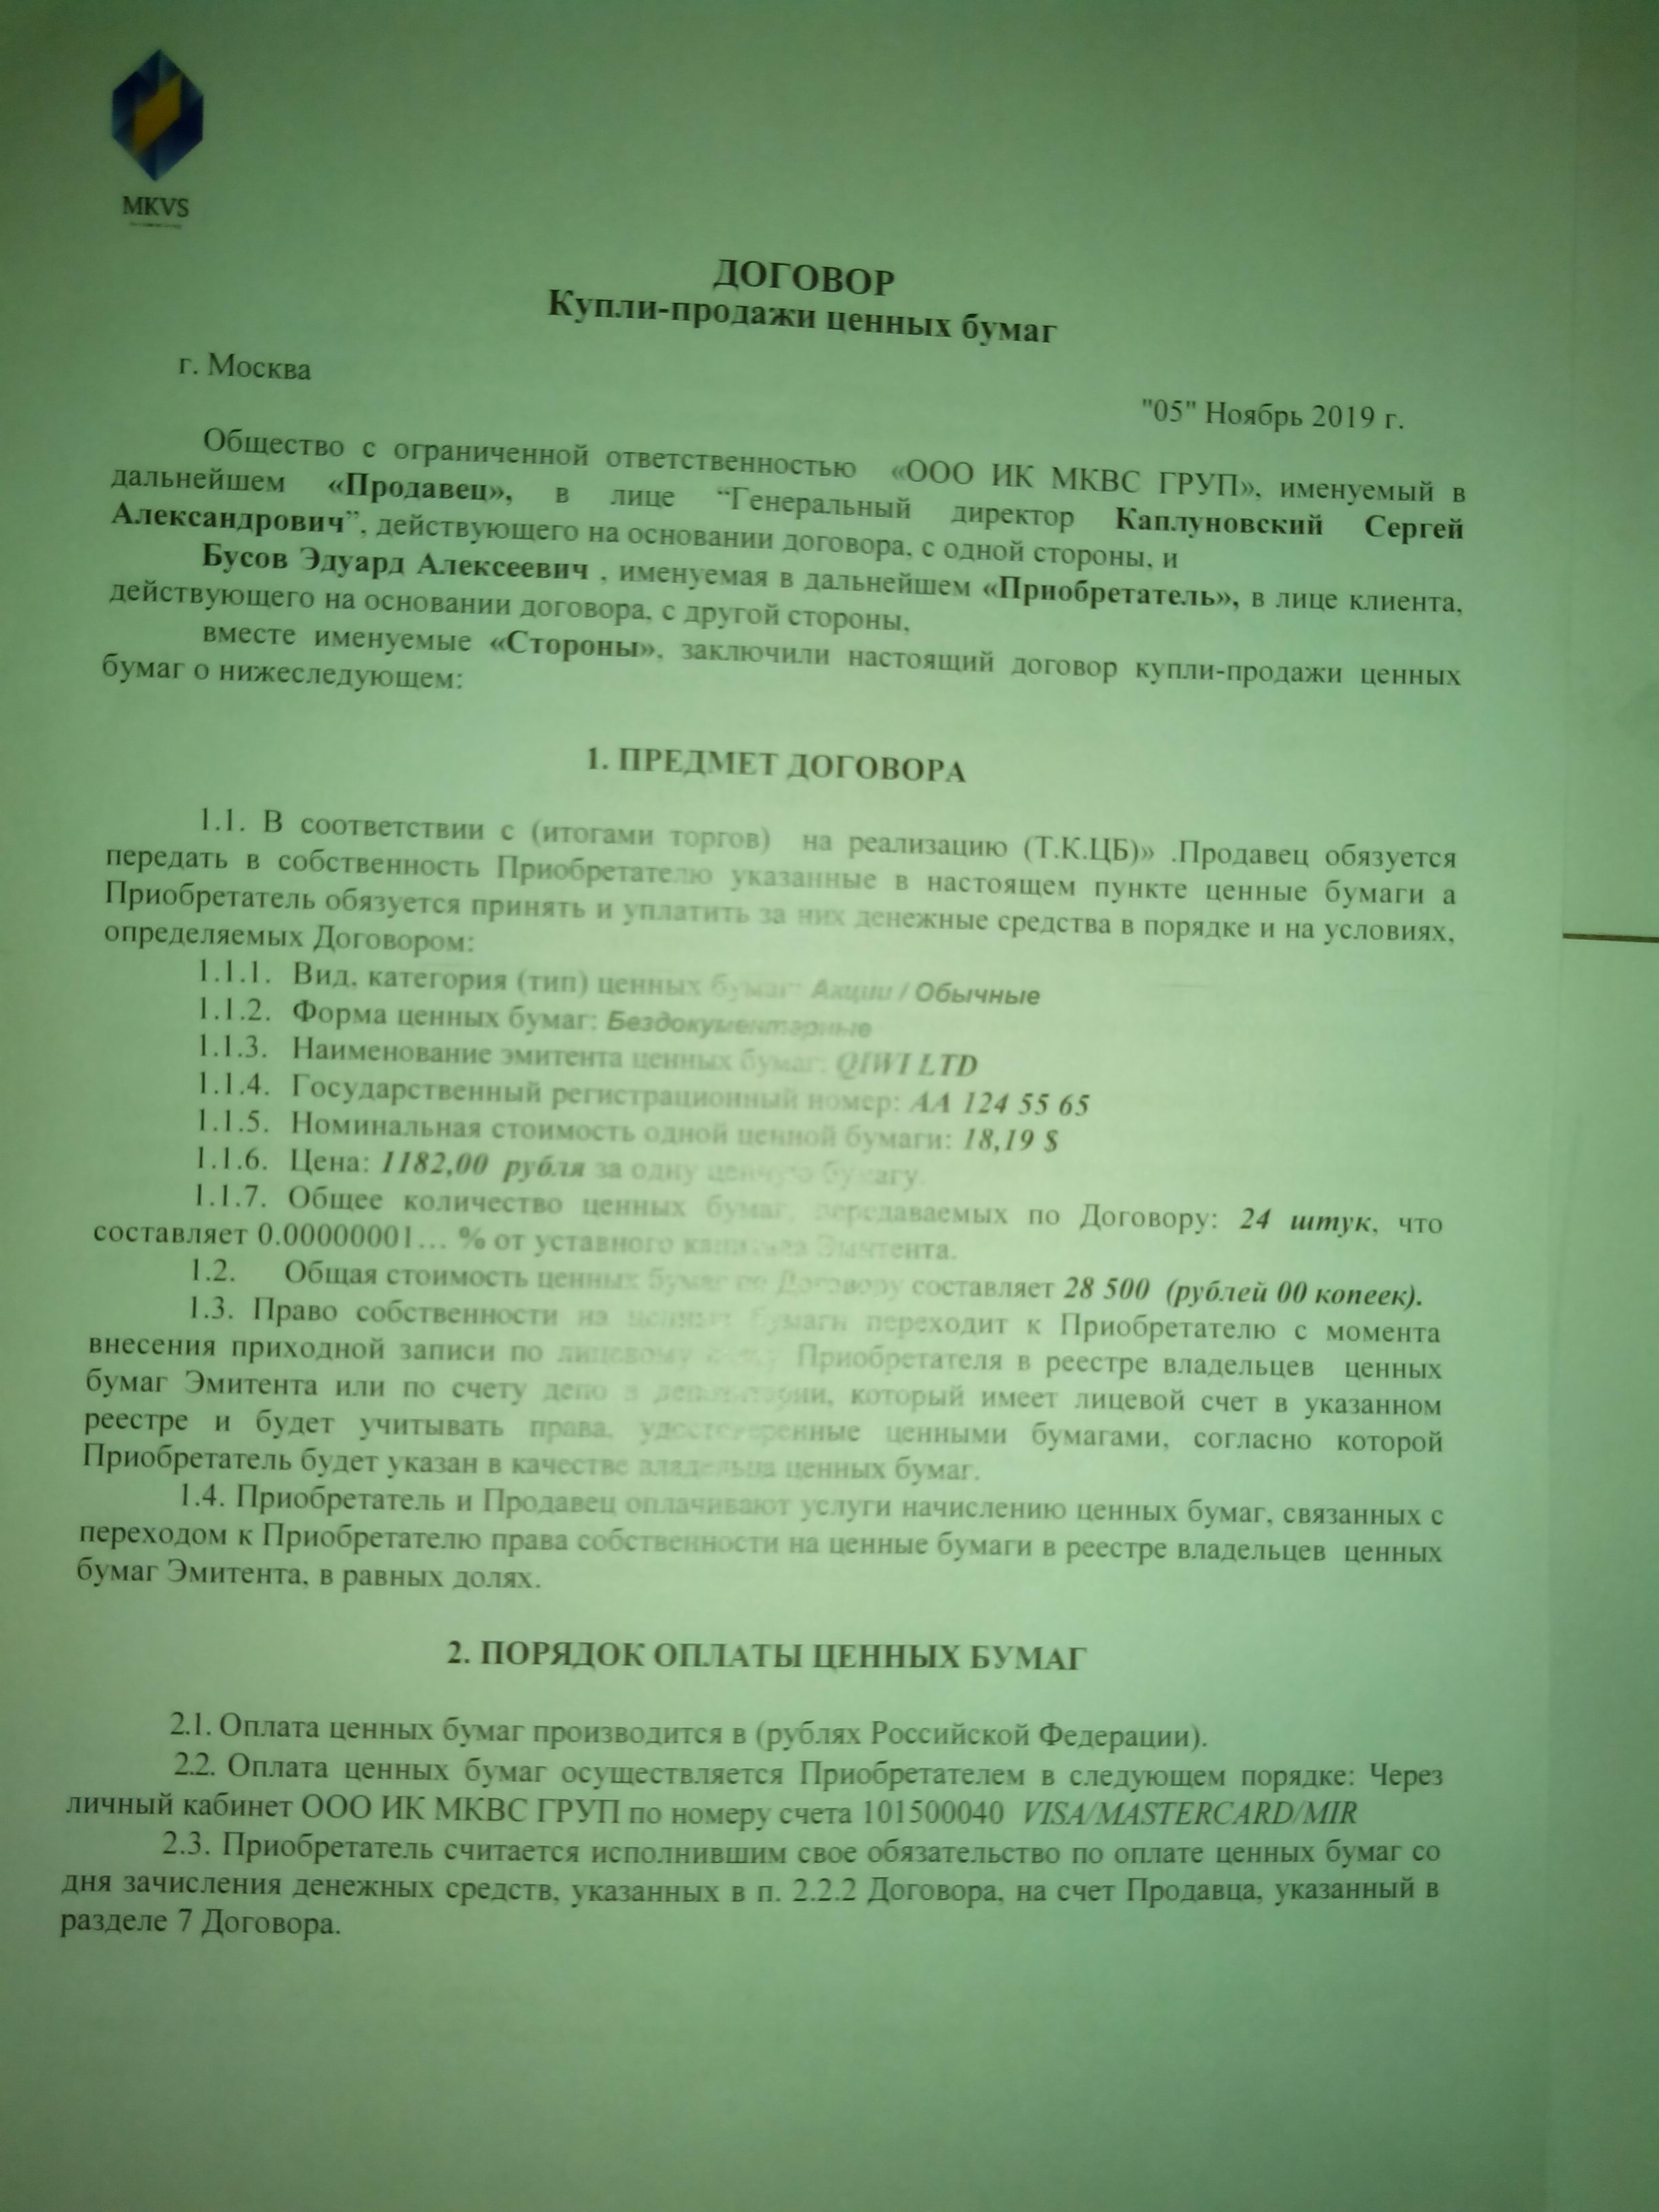 MKVS
ДОГОВОР
Купли-продажи ценных бумаг
г. Москва
"05" Ноябрь 2019 г.
Общество с ограниченной ответственностью «ООО ИК МКВС ГРУП», именуемый в
дальнейшем «Продавец», в лице “Генеральный директор Каплуновский Сергей
Александрович”, действующего на основании договора, с одной стороны, и
Бусов Эдуард Алексеевич , именуемая в дальнейшем «Приобретатель», в лице клиента,
действующего на основании договора, с другой стороны,
вместе именуемые «Стороны», заключили настоящий договор купли-продажи ценных
бумаг о нижеследующем:
1. ПРЕДМЕТ ДОГОВОРА
1.1. В соответствии с (итогами торгов) на реализацию (Т.К.ЦБ)» .Продавец обязуется
передать в собственность Приобретателю указанные в настоящем пункте ценные бумаги а
Приобретатель обязуется принять и уплатить за них денежные средства в порядке и на условиях,
определяемых Договором:
1.1.1. Вид, категория (тип) ценных бумаг: Акции / Обычные
1.1.2. Форма ценных бумаг: Бездокументарные
1.1.3. Наименование эмитента ценных бумаг: QIWI LTD
1.1.4. Государственный регистрационный номер: АА 124 55 65
1.1.5. Номинальная стоимость одной ценной бумаги: 18,19 $
1.1.6. Цена: 1182,00 рубля за одну ценную бумагу.
1.1.7. Общее количество ценных бумаг, передаваемых по Договору: 24 штук, что
составляет 0.00000001… % от уставного капитала Эмитента.
1.2. Общая стоимость ценных бумаг по Договору составляет 28 500 (рублей 00 копеек).
1.3. Право собственности на ценные бумаги переходит к Приобретателю с момента
внесения приходной записи по лицевому счету Приобретателя в реестре владельцев ценных
бумаг Эмитента или по счету депо в депозитарии, который имеет лицевой счет в указанном
реестре и будет учитывать права, удостоверенные ценными бумагами, согласно которой
Приобретатель будет указан в качестве владельца ценных бумаг.
1.4. Приобретатель и Продавец оплачивают услуги начислению ценных бумаг, связанных с
переходом к Приобретателю права собственности на ценные бумаги в реестре владельцев ценных
бумаг Эмитента, в равных долях.
2. ПОРЯДОК ОПЛАТЫ ЦЕННЫХ БУМАГ
2.1. Оплата ценных бумаг производится в (рублях Российской Федерации).
2.2. Оплата ценных бумаг осуществляется Приобретателем в следующем порядке: Через
личный кабинет ООО ИК МКВС ГРУП по номеру счета 101500040 VISA/MASTERCARD/MIR
2.3. Приобретатель считается исполнившим свое обязательство по оплате ценных бумаг со
дня зачисления денежных средств, указанных в п. 2.2.2 Договора, на счет Продавца, указанный в
разделе 7 Договора.